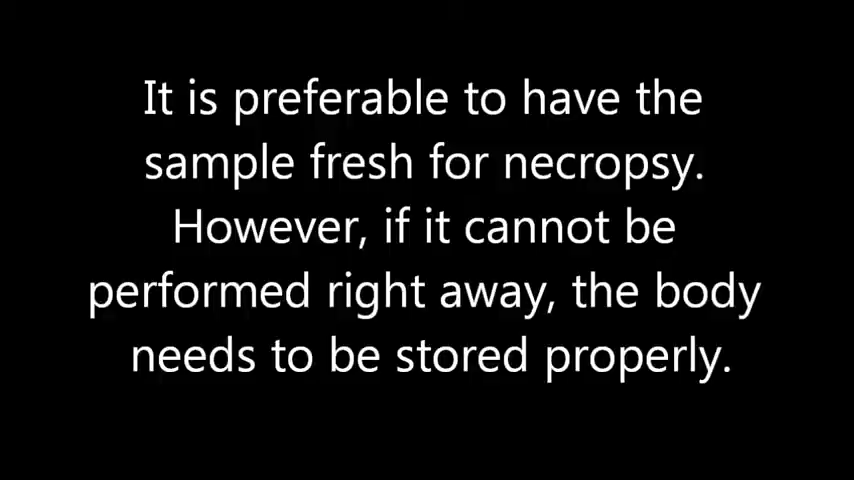 It is preferable to have the
sample fresh for necropsy.
However, if it cannot be
performed right away, the body
needs to be stored properly.